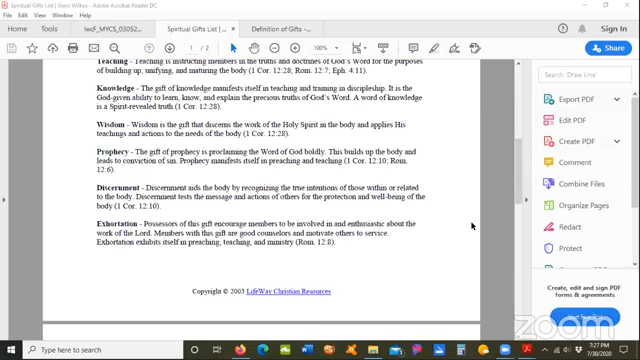 Spiritual Gifts List | Gene Wilkes - Adobe Acrobat Reader DC
File Edit View Window Help
Home Tools iwcF_MYCS_030522... Spiritual Gifts List | ... × Definition of Gifts -... Sign In
1 / 2 100% Share
Teaching - Teaching is instructing members in the truths and doctrines of God's Word for the purposes
of building up, unifying, and maturing the body (1 Cor. 12:28; Rom. 12:7; Eph. 4:11).
Knowledge - The gift of knowledge manifests itself in teaching and training in discipleship. It is the
God-given ability to learn, know, and explain the precious truths of God's Word. A word of knowledge
is a Spirit-revealed truth (1 Cor. 12:28).
Wisdom - Wisdom is the gift that discerns the work of the Holy Spirit in the body and applies His
teachings and actions to the needs of the body (1 Cor. 12:28).
Prophecy - The gift of prophecy is proclaiming the Word of God boldly. This builds up the body and
leads to conviction of sin. Prophecy manifests itself in preaching and teaching (1 Cor. 12:10; Rom.
12:6).
Discernment - Discernment aids the body by recognizing the true intentions of those within or related
to the body. Discernment tests the message and actions of others for the protection and well-being of the
body (1 Cor. 12:10).
Exhortation - Possessors of this gift encourage members to be involved in and enthusiastic about the
work of the Lord. Members with this gift are good counselors and motivate others to service.
Exhortation exhibits itself in preaching, teaching, and ministry (Rom. 12:8).
Copyright © 2003 LifeWay Christian Resources
Search 'Draw Line'
Export PDF
Edit PDF
Create PDF
Comment
Combine Files
Organize Pages
Redact
Protect
Create, edit and sign PDF
forms & agreements
Start Free Trial
zoom
Type here to search
7:27 PM
7/30/2020